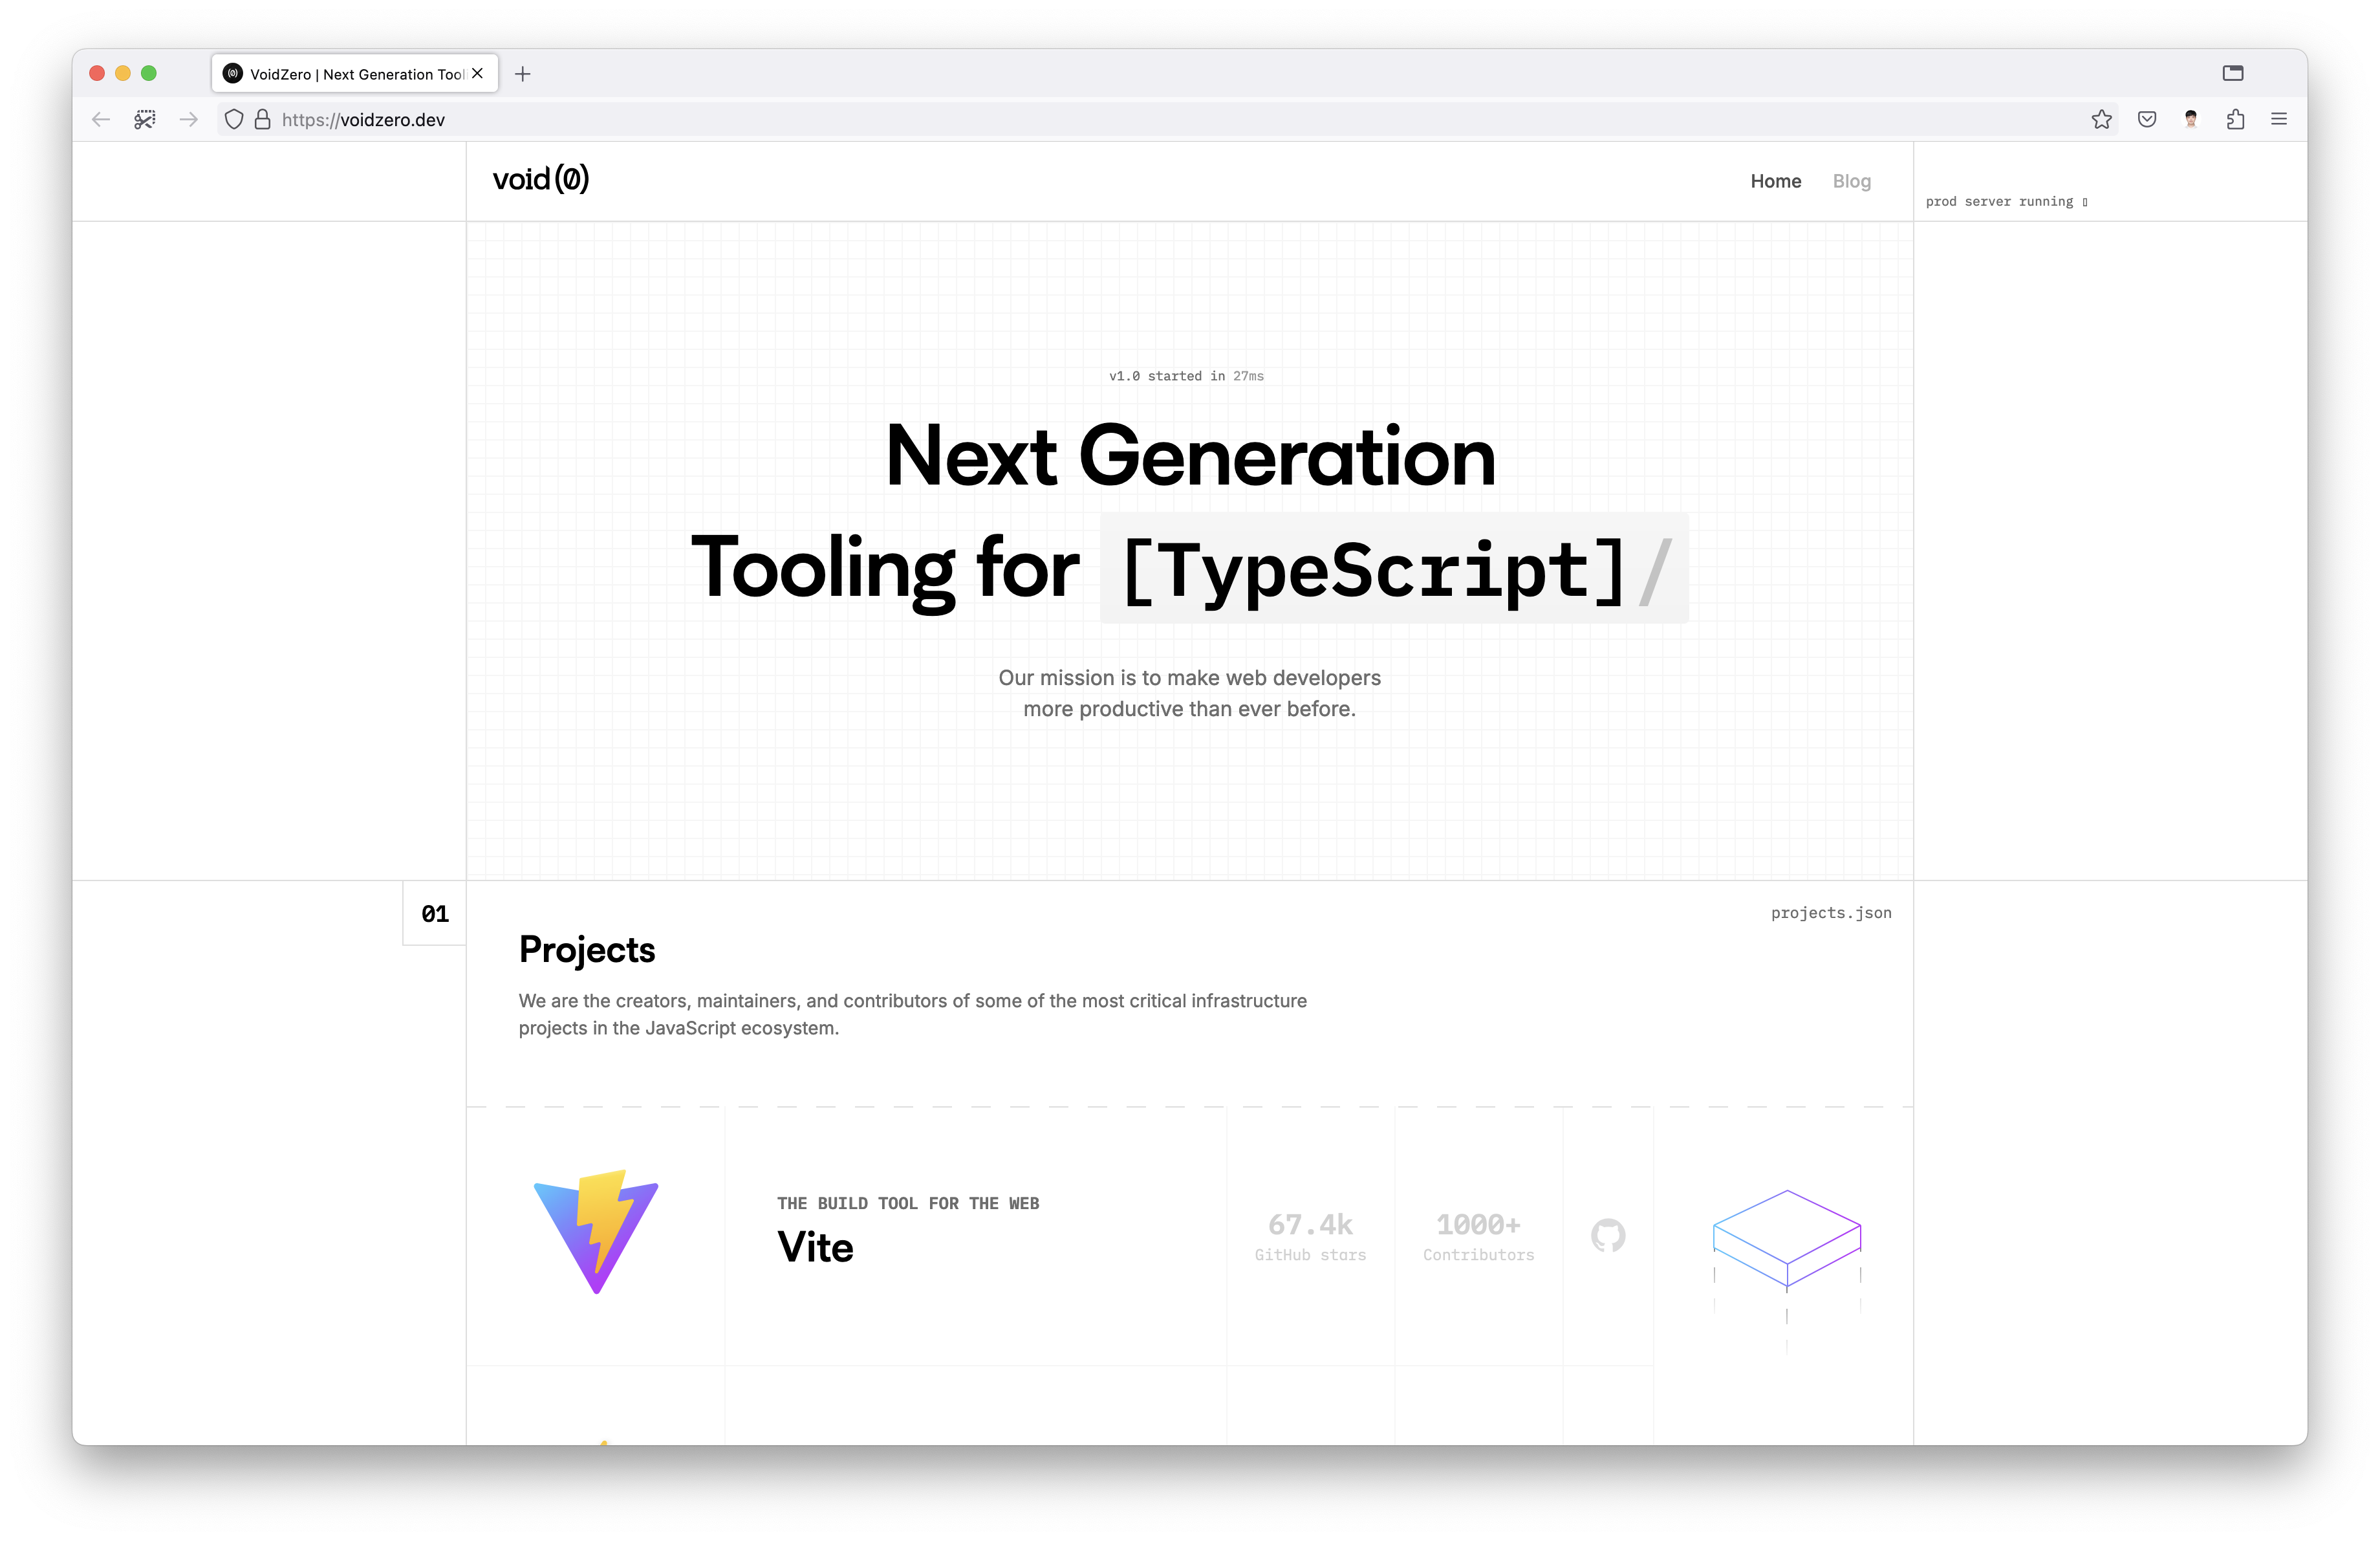 VoidZero | Next Generation Tool
https://voidzero.dev
void(0)
Home
Blog
prod server running ▯
v1.0 started in 27ms
Next Generation
Tooling for [TypeScript]/
Our mission is to make web developers
more productive than ever before.
01
projects.json
Projects
We are the creators, maintainers, and contributors of some of the most critical infrastructure
projects in the JavaScript ecosystem.
THE BUILD TOOL FOR THE WEB
Vite
67.4k
GitHub stars
1000+
Contributors